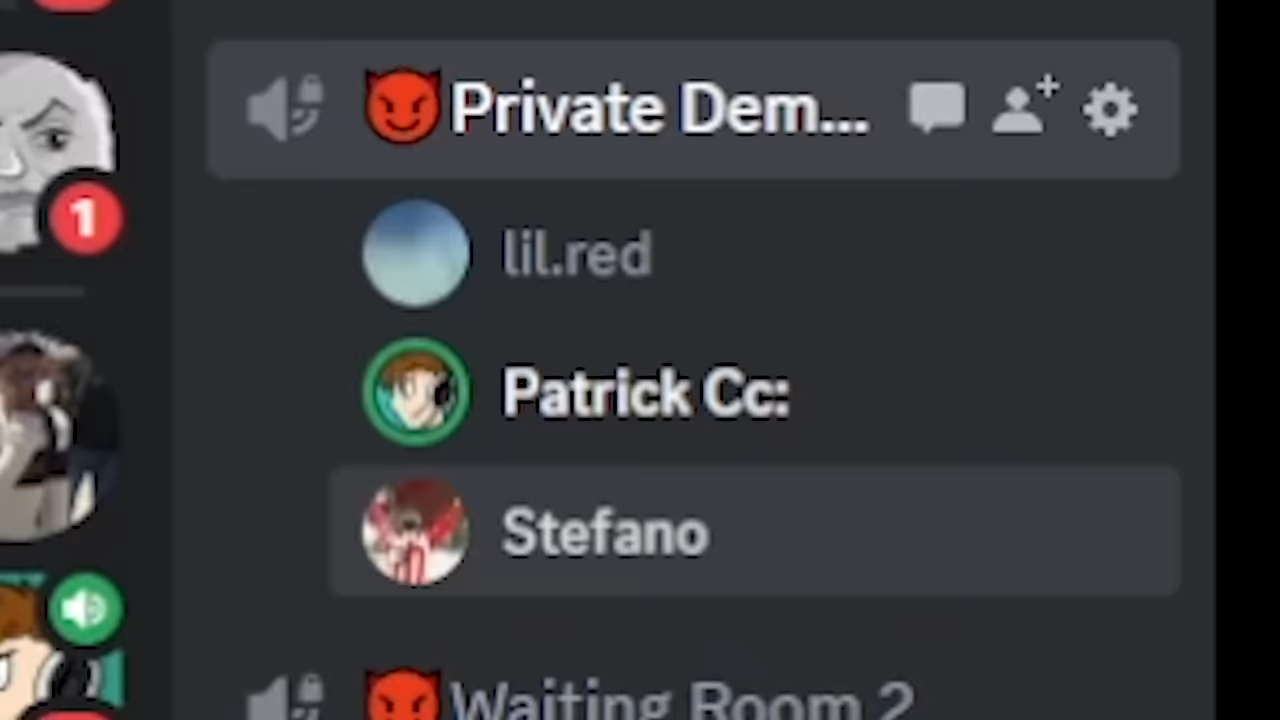 😈Private Dem...
1
lil.red
Patrick Cc:
Stefano
😈Waiting Room 2